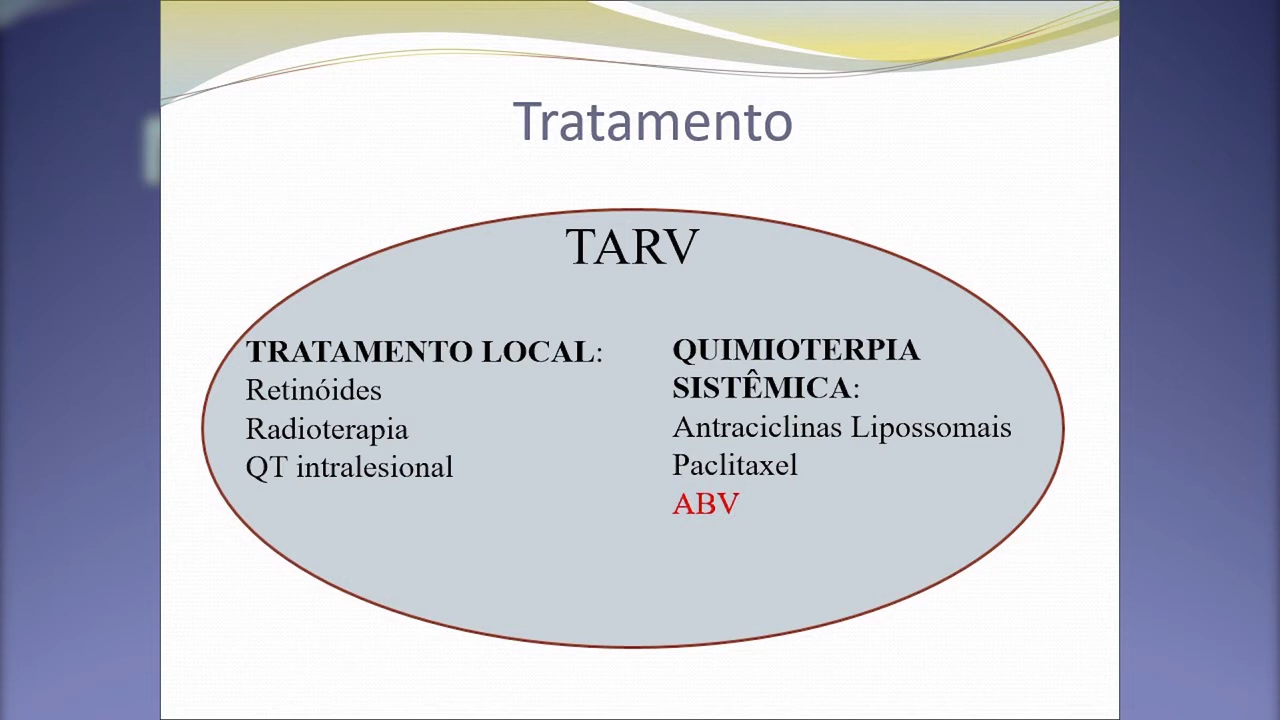 Tratamento
TARV
TRATAMENTO LOCAL:
Retinóides
Radioterapia
QT intralesional
QUIMIOTERPIA
SISTÊMICA:
Antraciclinas Lipossomais
Paclitaxel
ABV